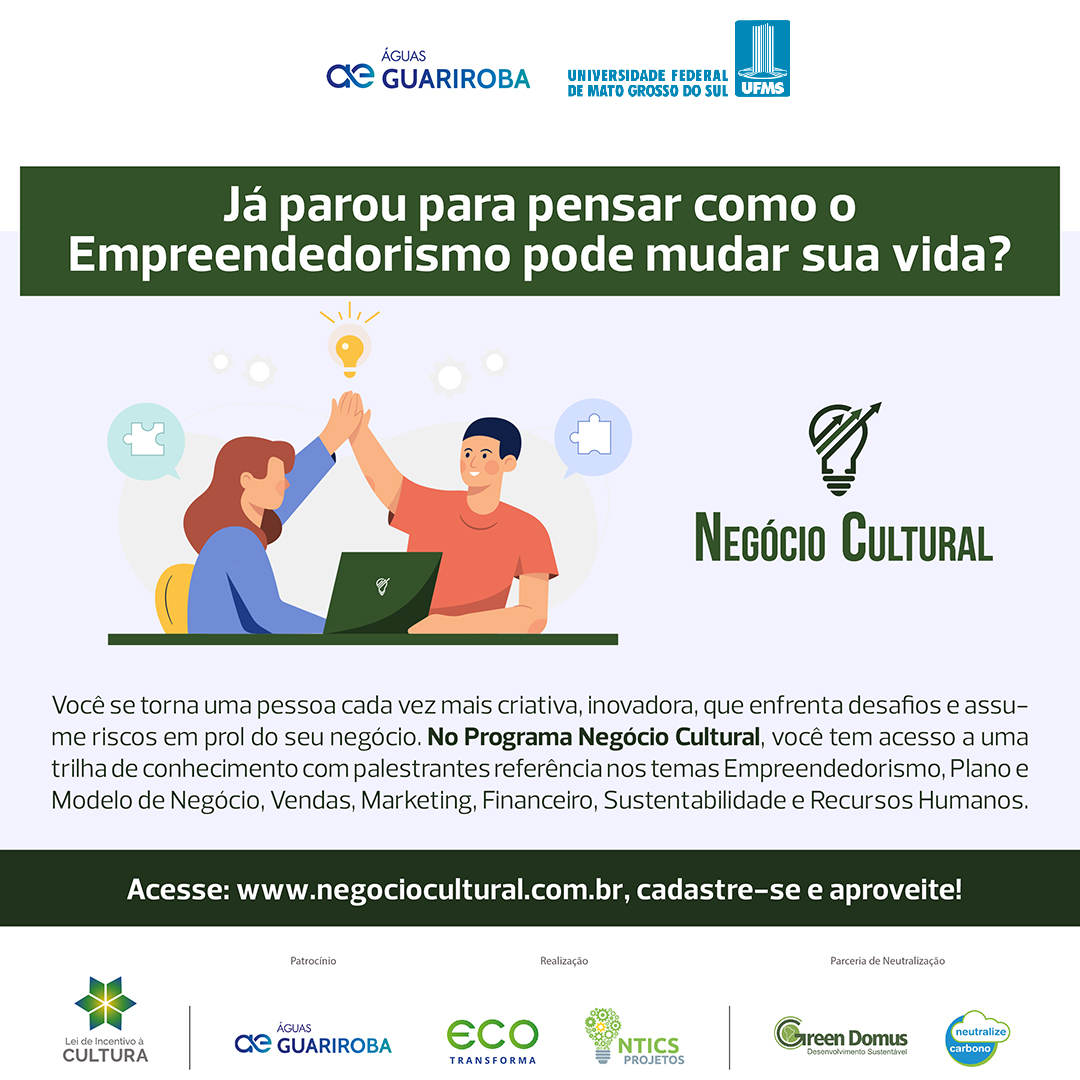 ÁGUAS
GUARIROBA
UNIVERSIDADE FEDERAL
DE MATO GROSSO DO SUL
UFMS
Já parou para pensar como o
Empreendedorismo pode mudar sua vida?
NEGÓCIO CULTURAL
Você se torna uma pessoa cada vez mais criativa, inovadora, que enfrenta desafios e assu-
me riscos em prol do seu negócio. No Programa Negócio Cultural, você tem acesso a uma
trilha de conhecimento com palestrantes referência nos temas Empreendedorismo, Plano e
Modelo de Negócio, Vendas, Marketing, Financeiro, Sustentabilidade e Recursos Humanos.
Acesse: www.negociocultural.com.br, cadastre-se e aproveite!
Patrocínio
Realização
Parceria de Neutralização
Lei de Incentivo à
CULTURA
ae ÁGUAS
GUARIROBA
ECO
TRANSFORMA
NTICS
PROJETOS
Green Domus
Desenvolvimento Sustentável
neutralize
carbono